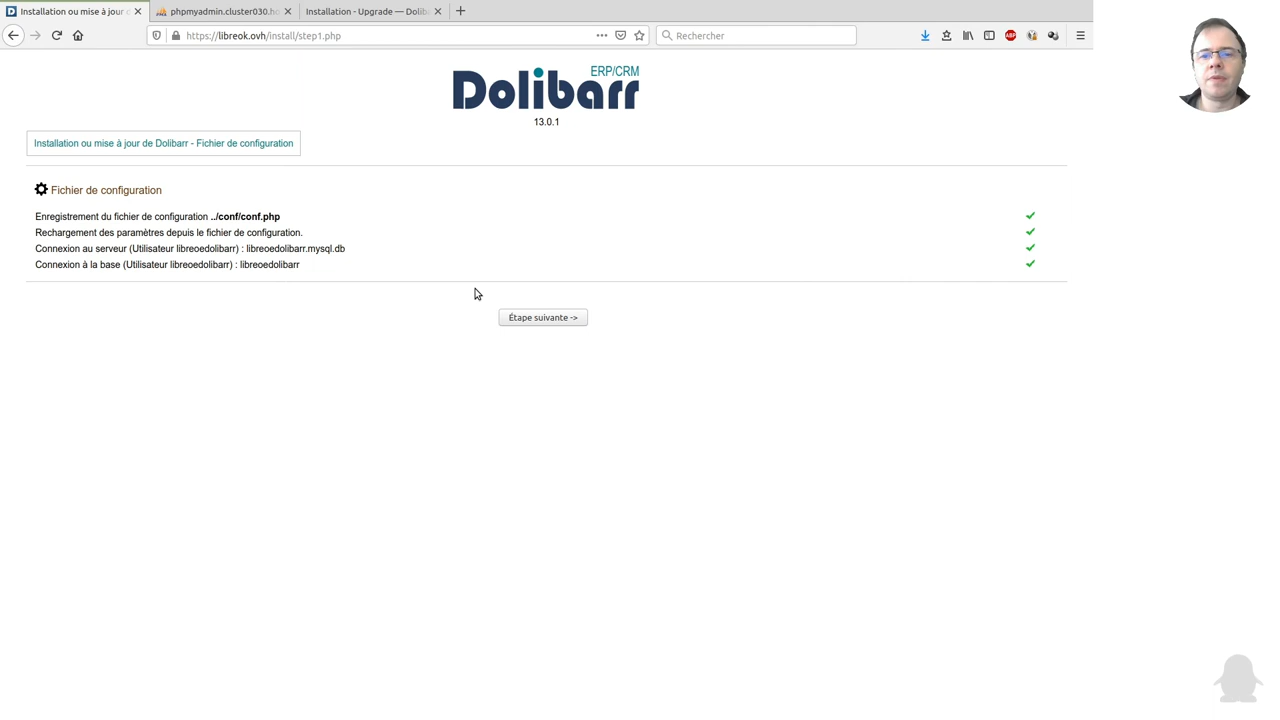 Installation ou mise à jour d
phpmyadmin.cluster030.ho
Installation - Upgrade — Doliba
https://libreok.ovh/install/step1.php
Rechercher
ABP
ERP/CRM
Dolibarr
13.0.1
Installation ou mise à jour de Dolibarr - Fichier de configuration
Fichier de configuration
Enregistrement du fichier de configuration ../conf/conf.php
Rechargement des paramètres depuis le fichier de configuration.
Connexion au serveur (Utilisateur libreoedolibarr) : libreoedolibarr.mysql.db
Connexion à la base (Utilisateur libreoedolibarr) : libreoedolibarr
Étape suivante ->